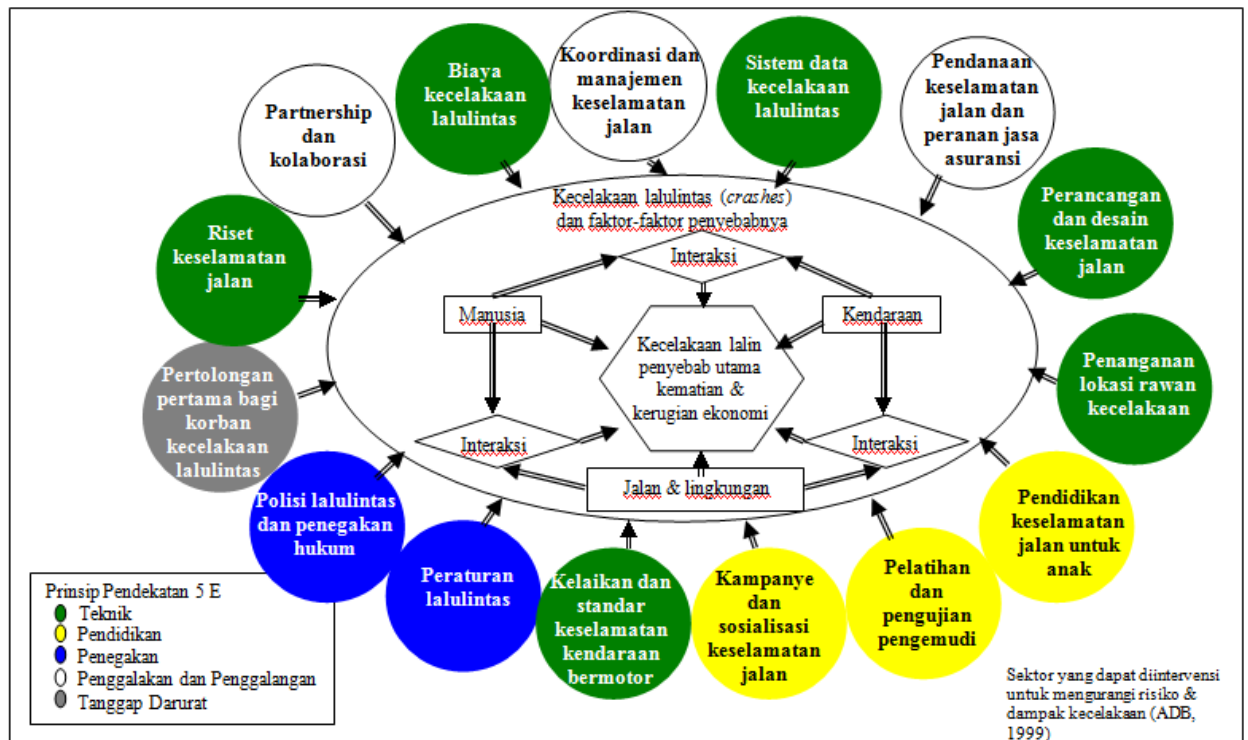 Biaya
kecelakaan
lalulintas
Koordinasi dan
manajemen
keselamatan
jalan
Sistem data
kecelakaan
lalulintas
Pendanaan
keselamatan
jalan dan
peranan jasa
asuransi
Partnership
dan
kolaborasi
Perancangan
dan desain
keselamatan
jalan
Riset
keselamatan
jalan
Kecelakaan lalulintas (crashes)
dan faktor-faktor penyebabnya
Interaksi
Manusia
Kendaraan
Kecelakaan lalin
penyebab utama
kematian &
kerugian ekonomi
Interaksi
Interaksi
Jalan & lingkungan
Penanganan
lokasi rawan
kecelakaan
Pertolongan
pertama bagi
korban
kecelakaan
lalulintas
Polisi lalulintas
dan penegakan
hukum
Peraturan
lalulintas
Kelaikan dan
standar
keselamatan
kendaraan
bermotor
Kampanye
dan
sosialisasi
keselamatan
jalan
Pelatihan
dan
pengujian
pengemudi
Pendidikan
keselamatan
jalan untuk
anak
Prinsip Pendekatan 5 E
Teknik
Pendidikan
Penegakan
Penggalakan dan Penggalangan
Tanggap Darurat
Sektor yang dapat diintervensi
untuk mengurangi risiko &
dampak kecelakaan (ADB,
1999)